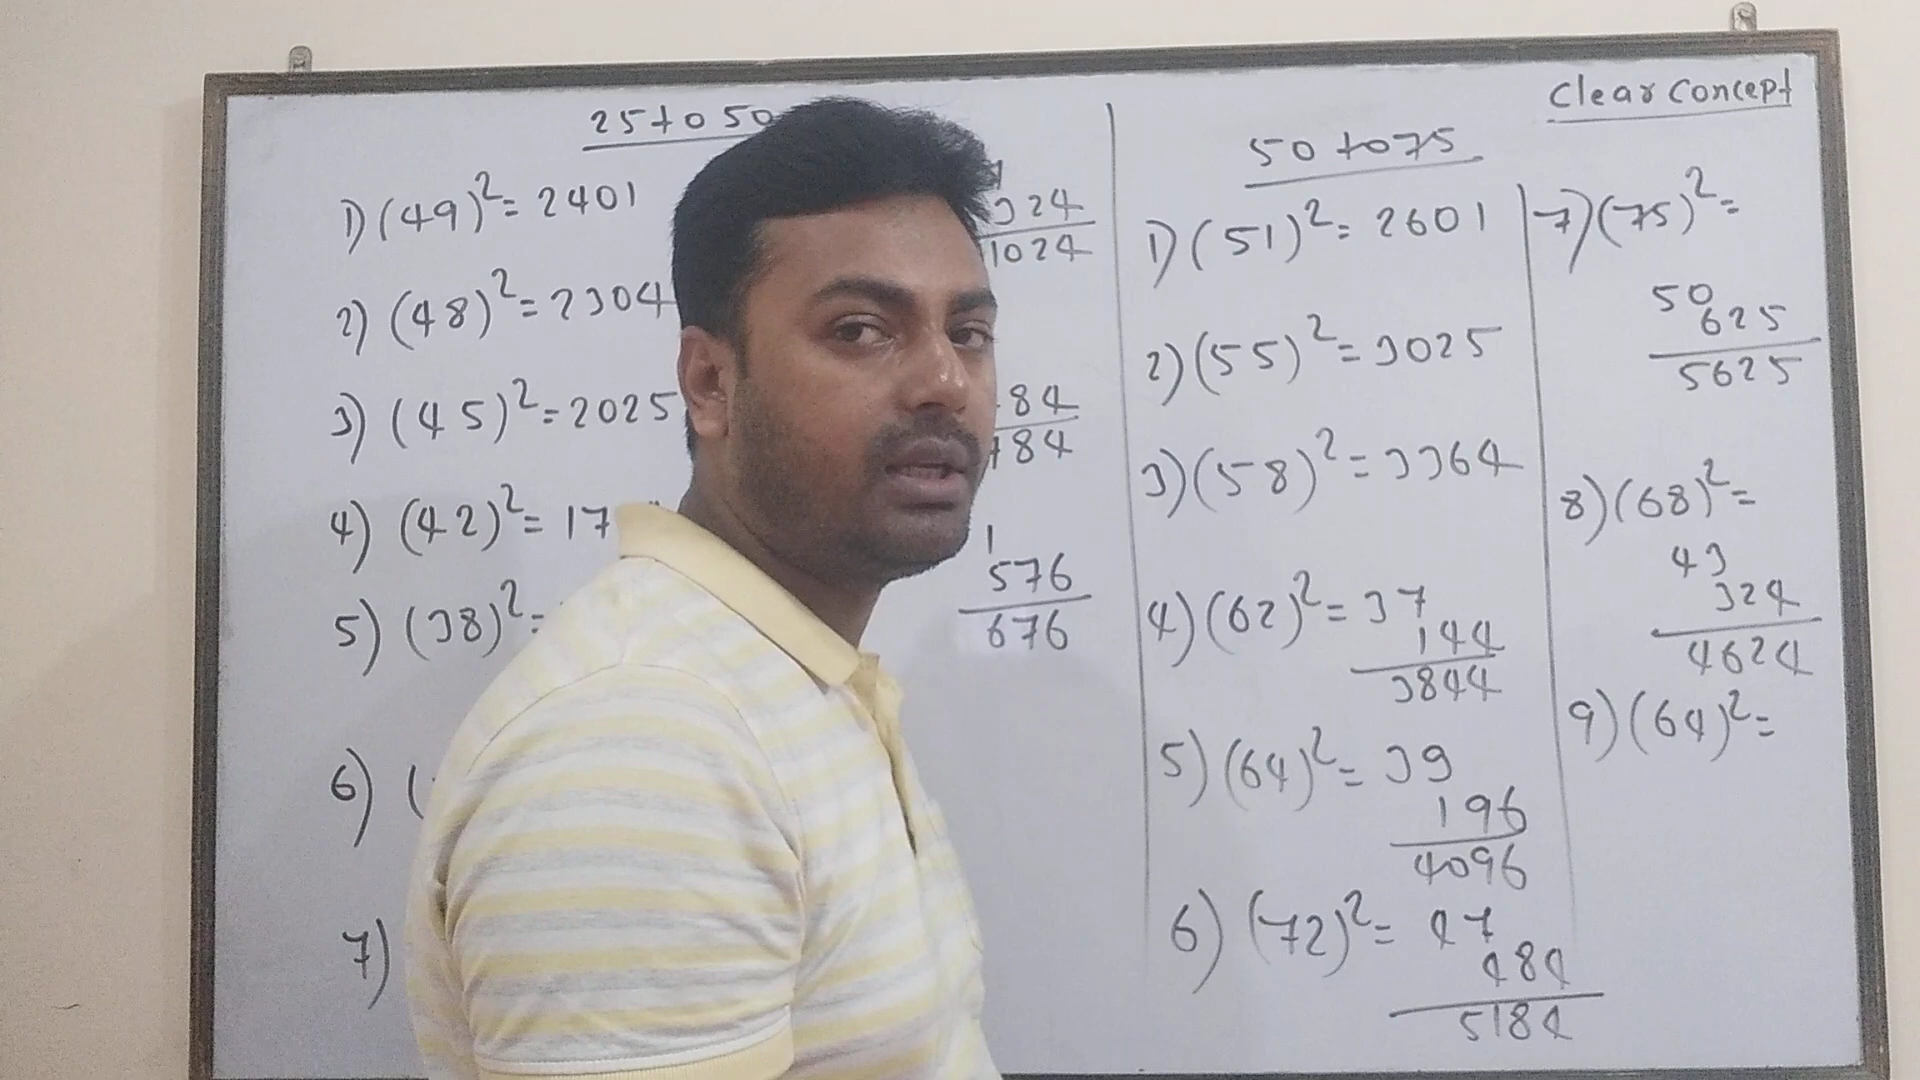 Clear Concept
25 to 50
1) (49)²= 2401
2) (48)²= 2304
3) (45)²= 2025
4) (42)²= 17
5) (38)²=
6) (
7)
324
1024
84
784
1
576
676
50 to 75
1) (51)²= 2601
2) (55)²= 3025
3) (58)²= 3364
4) (62)²= 37
144
3844
5) (64)²= 39
196
4096
6) (72)²= 47
484
5184
7) (75)²=
50
625
5625
8) (68)²=
43
324
4624
9) (64)²=